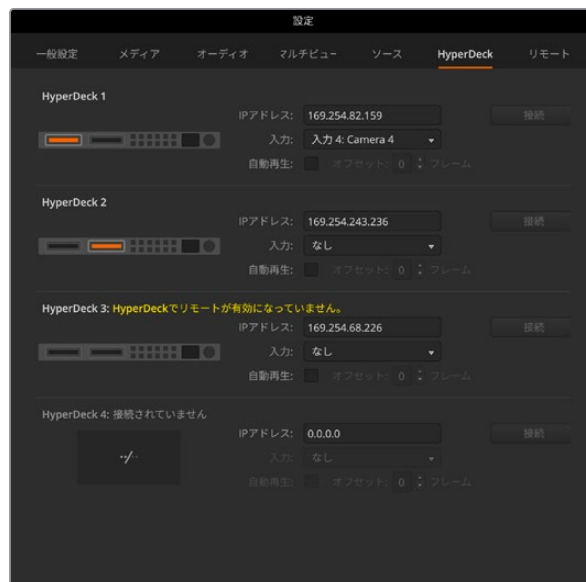 設定
一般設定 メディア オーディオ マルチビュー ソース HyperDeck リモート
HyperDeck 1
IPアドレス: 169.254.82.159 接続
入力: 入力 4: Camera 4
自動再生: オフセット: 0 フレーム
HyperDeck 2
IPアドレス: 169.254.243.236 接続
入力: なし
自動再生: オフセット: 0 フレーム
HyperDeck 3: HyperDeckでリモートが有効になっていません。
IPアドレス: 169.254.68.226 接続
入力: なし
自動再生: オフセット: 0 フレーム
HyperDeck 4: 接続されていません
IPアドレス: 0.0.0.0 接続
--/--
入力: なし
自動再生: オフセット: 0 フレーム